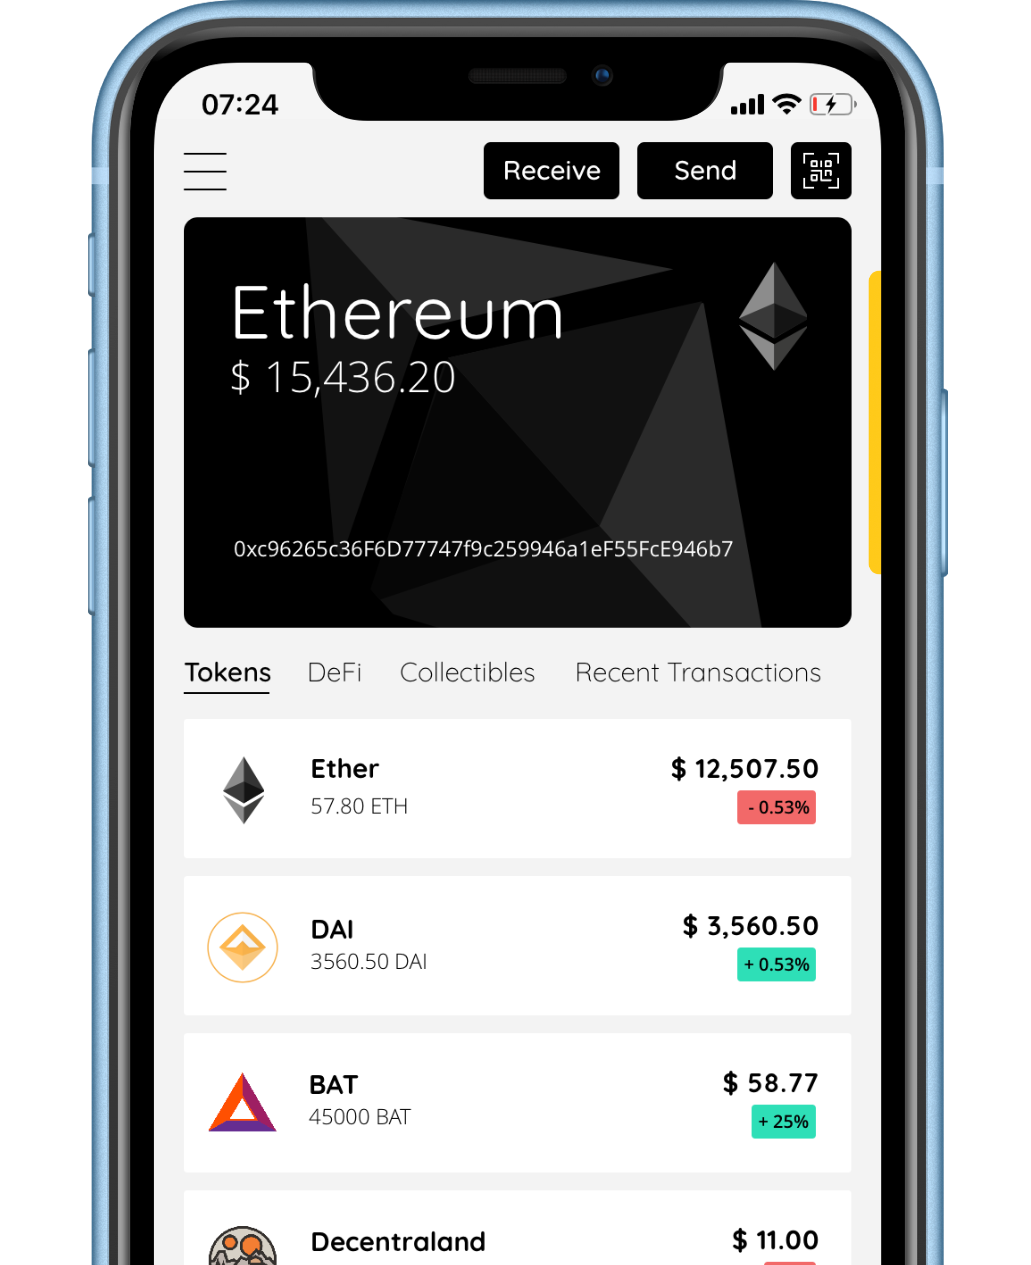 07:24
Receive
Send
Ethereum
$ 15,436.20
0xc96265c36F6D77747f9c259946a1eF55FcE946b7
Tokens DeFi Collectibles Recent Transactions
Ether
$ 12,507.50
57.80 ETH
- 0.53%
DAI
$ 3,560.50
3560.50 DAI
+ 0.53%
BAT
$ 58.77
45000 BAT
+ 25%
Decentraland
$ 11.00